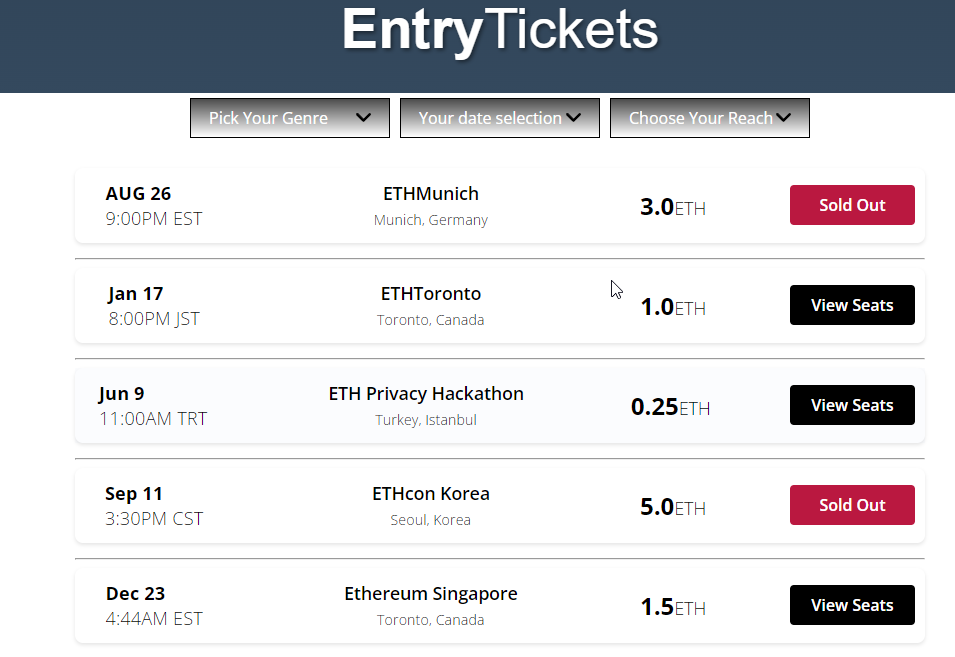 EntryTickets
Pick Your Genre Your date selection Choose Your Reach
AUG 26
9:00PM EST
ETHMunich
Munich, Germany
3.0ETH
Sold Out
Jan 17
8:00PM JST
ETHToronto
Toronto, Canada
1.0ETH
View Seats
Jun 9
11:00AM TRT
ETH Privacy Hackathon
Turkey, Istanbul
0.25ETH
View Seats
Sep 11
3:30PM CST
ETHcon Korea
Seoul, Korea
5.0ETH
Sold Out
Dec 23
4:44AM EST
Ethereum Singapore
Toronto, Canada
1.5ETH
View Seats